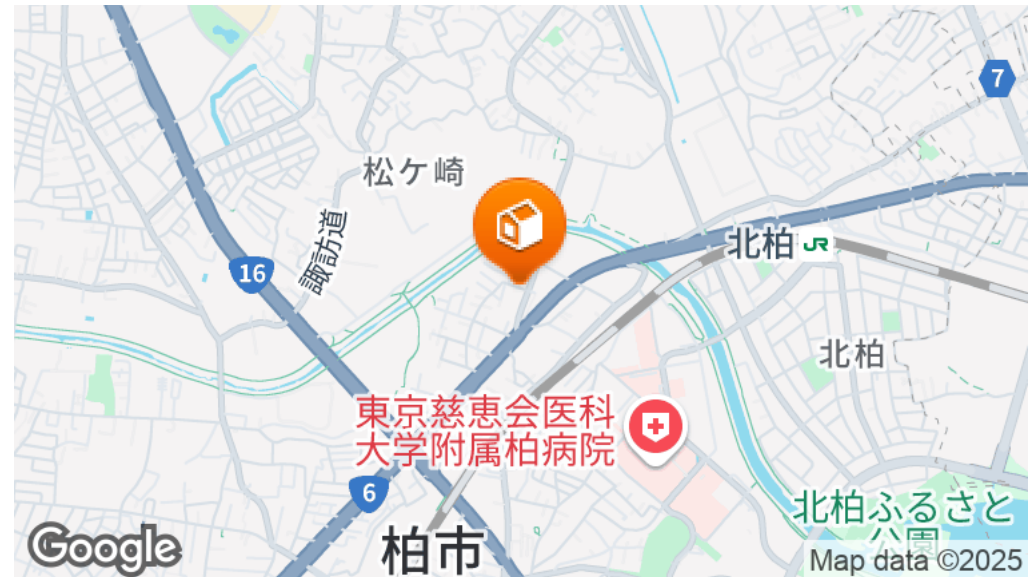 7
松ケ崎
諏訪道
16
北柏
JR
北柏
東京慈恵会医科
大学附属柏病院
6
柏市
北柏ふるさと
公園
Google
Map data ©2025